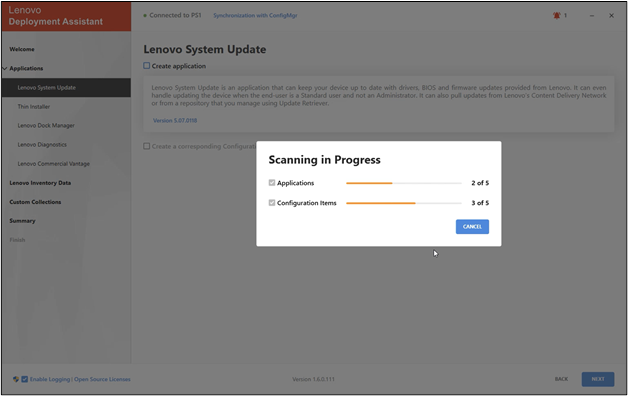 Lenovo
Deployment Assistant
Connected to PS1 Synchronization with ConfigMgr 1
Welcome
Applications
Lenovo System Update
Thin Installer
Lenovo Dock Manager
Lenovo Diagnostics
Lenovo Commercial Vantage
Lenovo Inventory Data
Custom Collections
Summary
Finish
Lenovo System Update
Create application
Lenovo System Update is an application that can keep your device up to date with drivers, BIOS and firmware updates provided from Lenovo. It can even
handle updating the device when the end-user is a Standard user and not an Administrator. It can also pull updates from Lenovo's Content Delivery Network
or from a repository that you manage using Update Retriever.
Version 5.07.0118
Create a corresponding Configurati
Scanning in Progress
Applications 2 of 5
Configuration Items 3 of 5
CANCEL
Enable Logging | Open Source Licenses Version 1.6.0.111 BACK NEXT